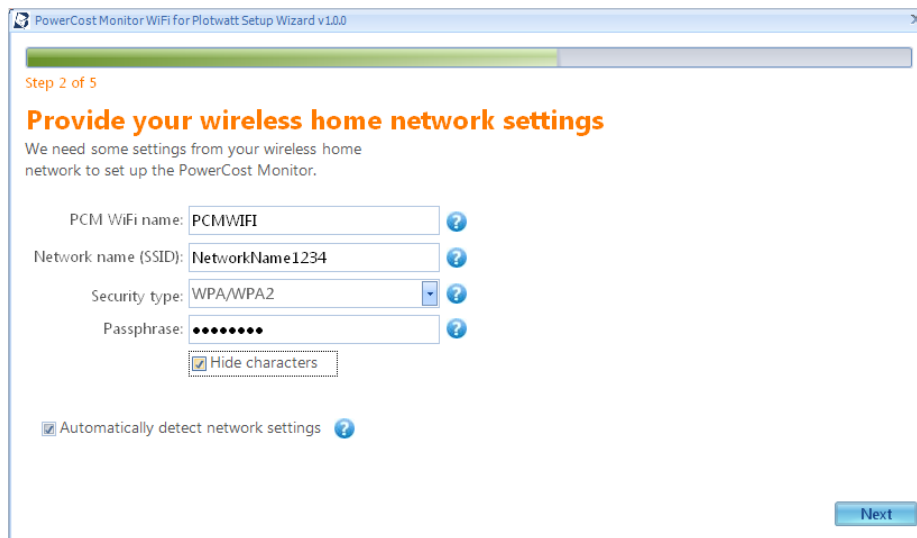 PowerCost Monitor WiFi for Plotwatt Setup Wizard v1.0.0
Step 2 of 5
Provide your wireless home network settings
We need some settings from your wireless home
network to set up the PowerCost Monitor.
PCM WiFi name: PCMWIFI
Network name (SSID): NetworkName1234
Security type: WPA/WPA2
Passphrase: ••••••••
Hide characters
Automatically detect network settings
Next